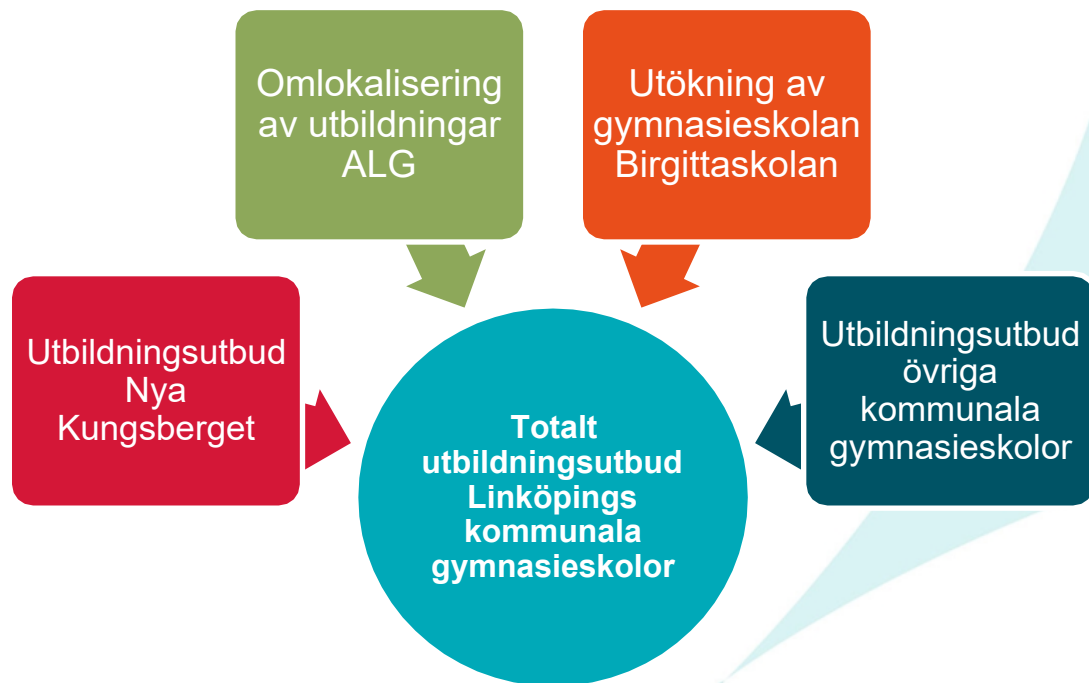 Omlokalisering
av utbildningar
ALG
Utökning av
gymnasieskolan
Birgittaskolan
Utbildningsutbud
Nya
Kungsberget
Utbildningsutbud
övriga
kommunala
gymnasieskolor
Totalt
utbildningsutbud
Linköpings
kommunala
gymnasieskolor